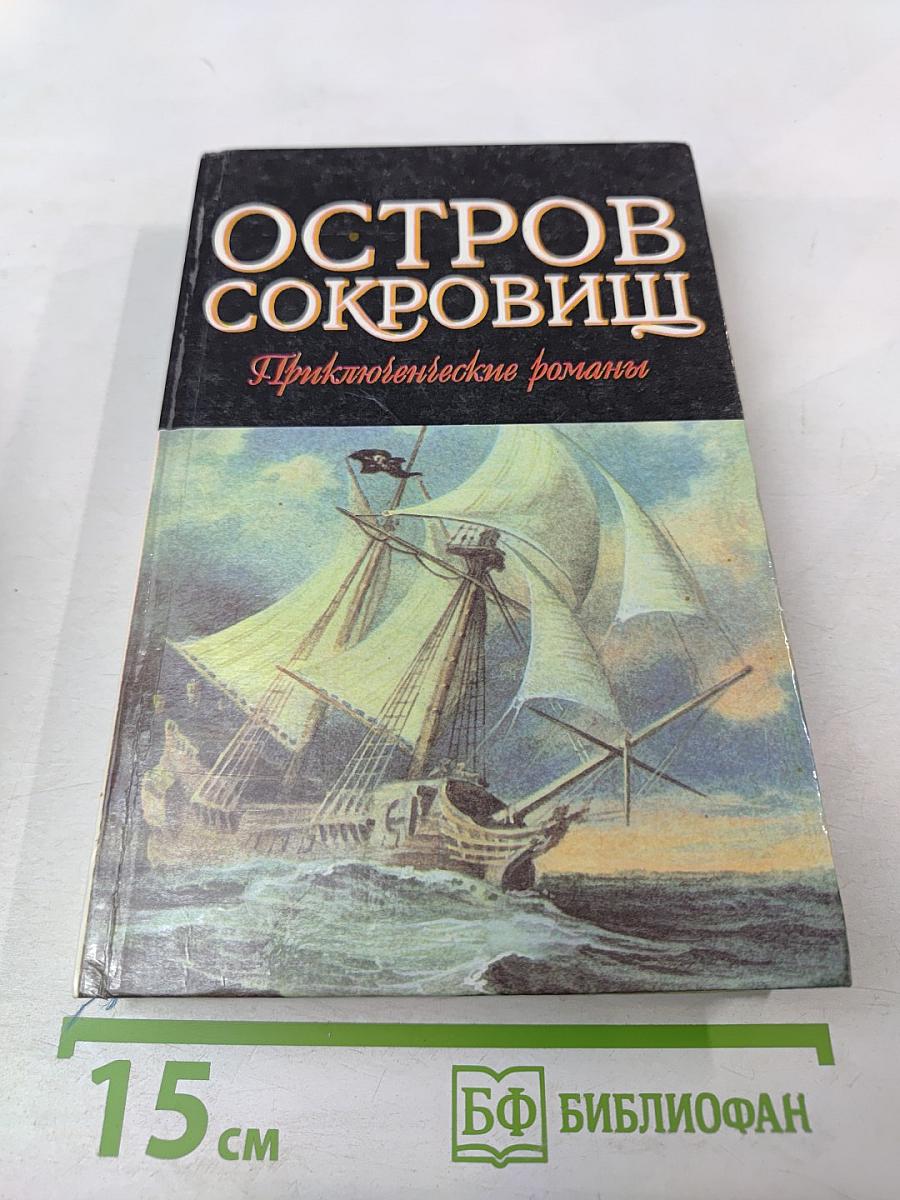 ОСТРОВ
СОКРОВИЩ
Приключенческие романы
15 см
БФ БИБЛИОФАН